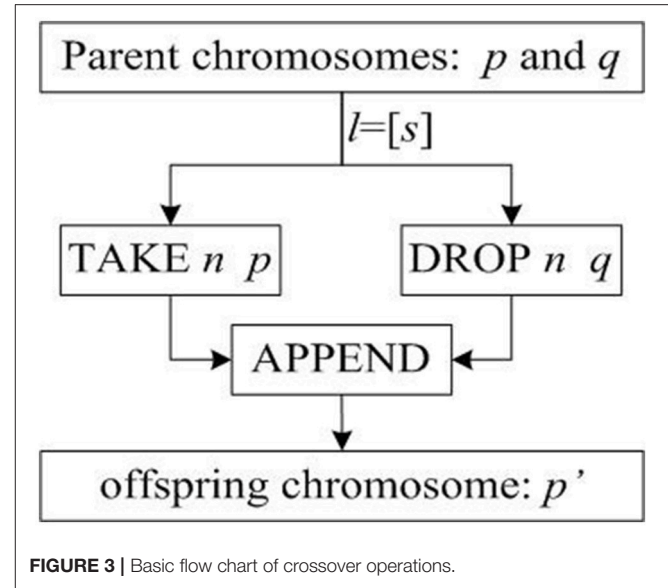 Parent chromosomes: p and q
l=[s]
TAKE n p
DROP n q
APPEND
offspring chromosome: p’
FIGURE 3 | Basic flow chart of crossover operations.